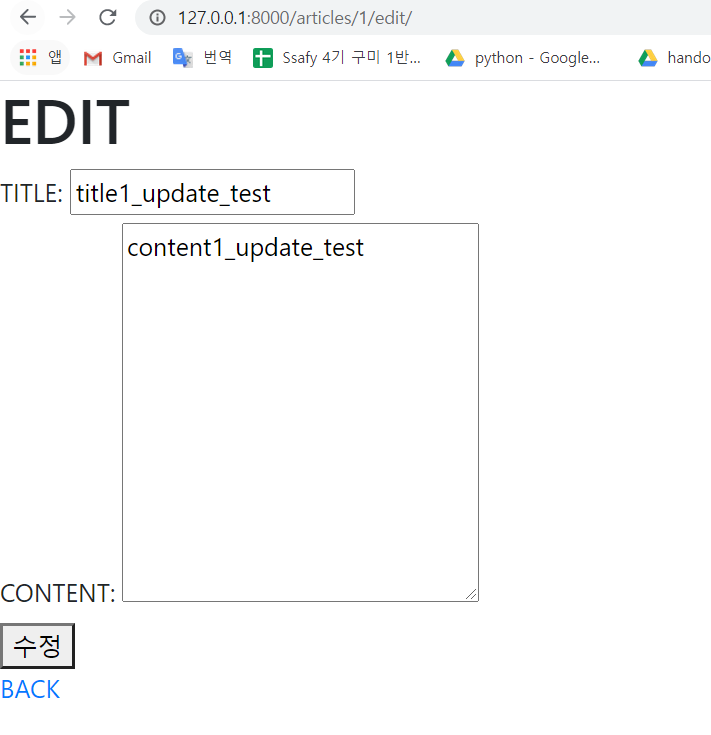 127.0.0.1:8000/articles/1/edit/
앱 Gmail 번역 Ssafy 4기 구미 1반... python - Google... hando
EDIT
TITLE: title1_update_test
content1_update_test
CONTENT:
수정
BACK